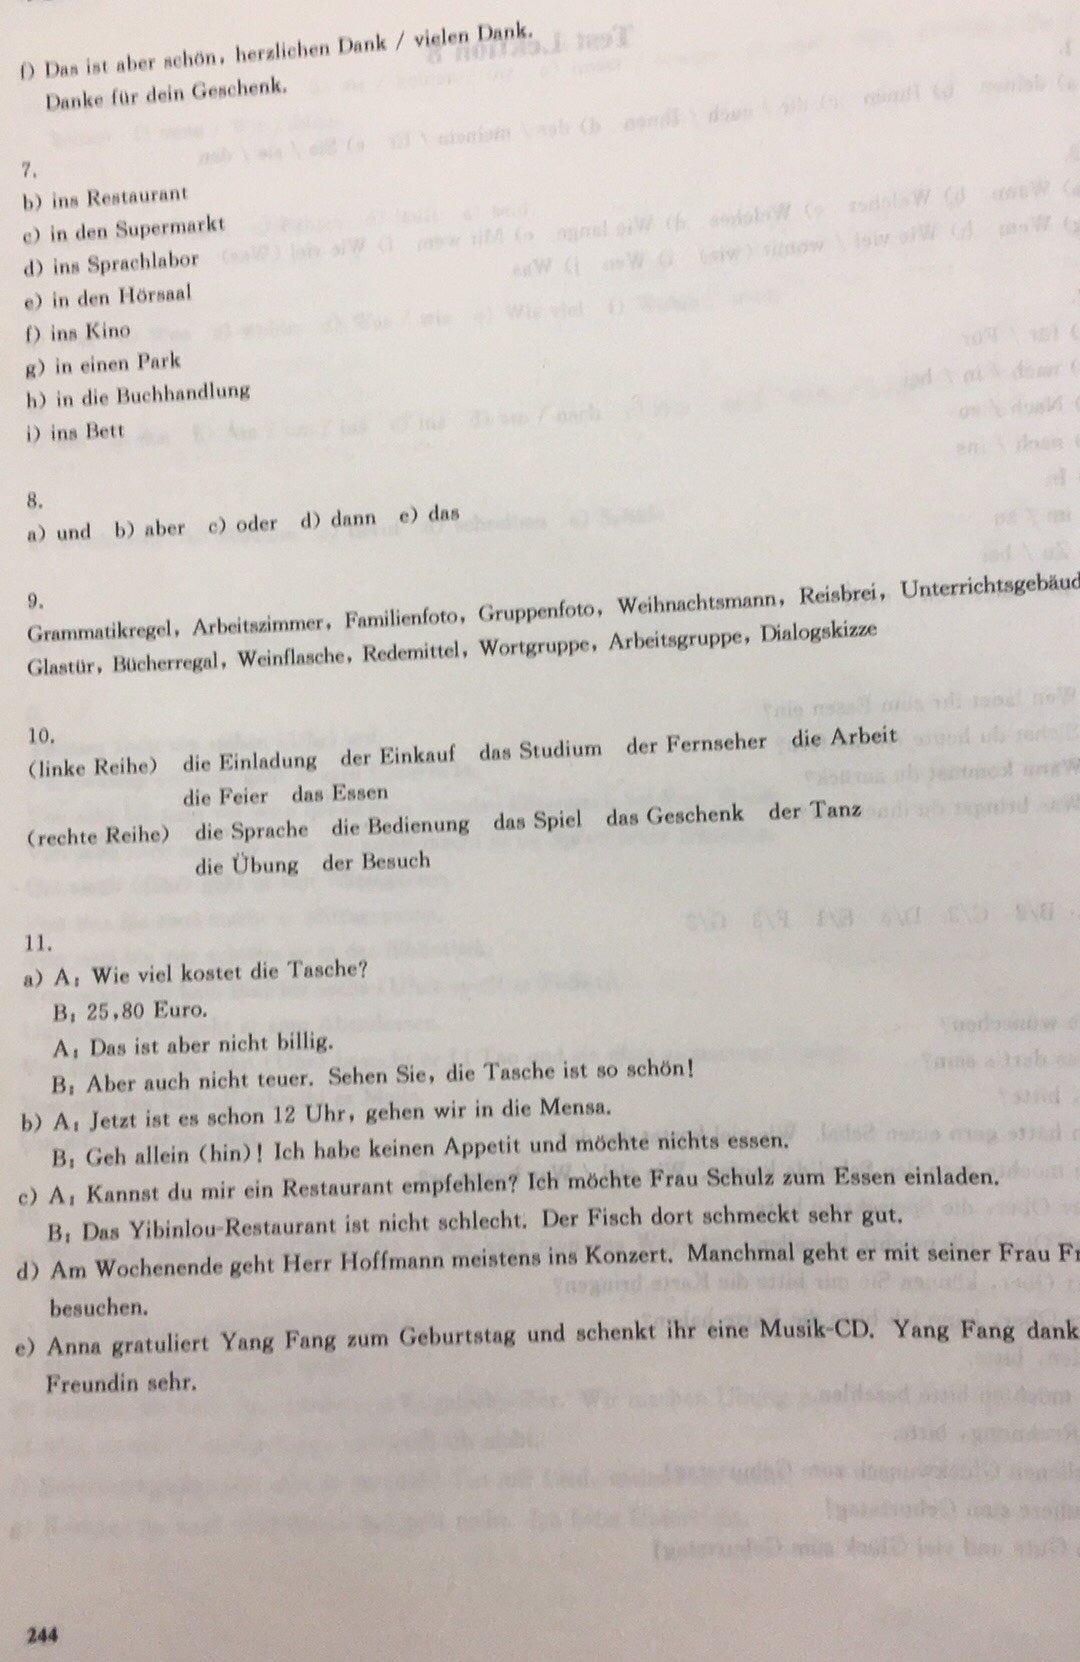 f) Das ist aber schön, herzlichen Dank / vielen Dank.
Danke für dein Geschenk.
7.
b) ins Restaurant
c) in den Supermarkt
d) ins Sprachlabor
e) in den Hörsaal
f) ins Kino
g) in einen Park
h) in die Buchhandlung
i) ins Bett
8.
a) und b) aber c) oder d) dann e) das
9.
Grammatikregel, Arbeitszimmer, Familienfoto, Gruppenfoto, Weihnachtsmann, Reisbrei, Unterrichtsgebäud
Glastür, Bücherregal, Weinflasche, Redemittel, Wortgruppe, Arbeitsgruppe, Dialogskizze
10.
(linke Reihe) die Einladung der Einkauf das Studium der Fernseher die Arbeit
die Feier das Essen
(rechte Reihe) die Sprache die Bedienung das Spiel das Geschenk der Tanz
die Übung der Besuch
11.
a) A: Wie viel kostet die Tasche?
B: 25,80 Euro.
A: Das ist aber nicht billig.
B: Aber auch nicht teuer. Sehen Sie, die Tasche ist so schön!
b) A: Jetzt ist es schon 12 Uhr, gehen wir in die Mensa.
B: Geh allein (hin)! Ich habe keinen Appetit und möchte nichts essen.
c) A: Kannst du mir ein Restaurant empfehlen? Ich möchte Frau Schulz zum Essen einladen.
B: Das Yibinlou-Restaurant ist nicht schlecht. Der Fisch dort schmeckt sehr gut.
d) Am Wochenende geht Herr Hoffmann meistens ins Konzert. Manchmal geht er mit seiner Frau Fr
besuchen.
e) Anna gratuliert Yang Fang zum Geburtstag und schenkt ihr eine Musik-CD. Yang Fang dank
Freundin sehr.
244